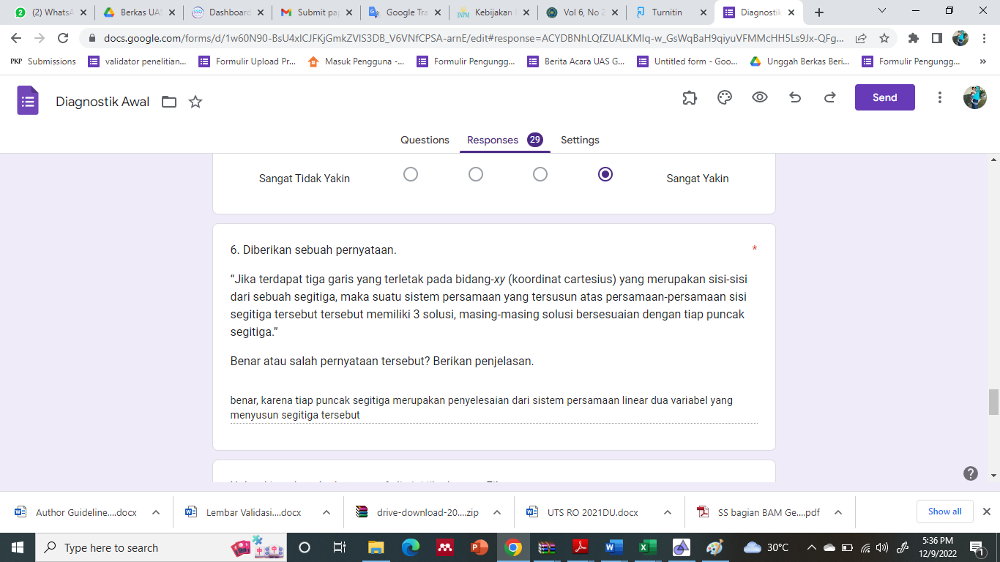 (2) WhatsA
Berkas UAS
Dashboard
Submit pap
Google Tra
Kebijakan
Vol 6, No 2
Turnitin
Diagnostik
docs.google.com/forms/d/1w60N90-BsU4xlCJFKjGmkZVlS3DB_V6VNfCPSA-arnE/edit#response=ACYDBNhLQfZUALKMIq-w_GsWqBaH9qiyuVFMMcHH5Ls9Jx-QFg...
PKP Submissions
validator penelitian...
Formulir Upload Pr...
Masuk Pengguna -...
Formulir Pengungg...
Berita Acara UAS G...
Untitled form - Goo...
Unggah Berkas Beri...
Formulir Pengungg...
»
Diagnostik Awal
Send
Questions
Responses 29
Settings
Sangat Tidak Yakin
Sangat Yakin
6. Diberikan sebuah pernyataan. *
“Jika terdapat tiga garis yang terletak pada bidang-xy (koordinat cartesius) yang merupakan sisi-sisi
dari sebuah segitiga, maka suatu sistem persamaan yang tersusun atas persamaan-persamaan sisi
segitiga tersebut tersebut memiliki 3 solusi, masing-masing solusi bersesuaian dengan tiap puncak
segitiga.”
Benar atau salah pernyataan tersebut? Berikan penjelasan.
benar, karena tiap puncak segitiga merupakan penyelesaian dari sistem persamaan linear dua variabel yang
menyusun segitiga tersebut
Author Guideline....docx
Lembar Validasi....docx
drive-download-20....zip
UTS RO 2021DU.docx
SS bagian BAM Ge....pdf
Show all
Type here to search
30°C
5:36 PM
12/9/2022
1